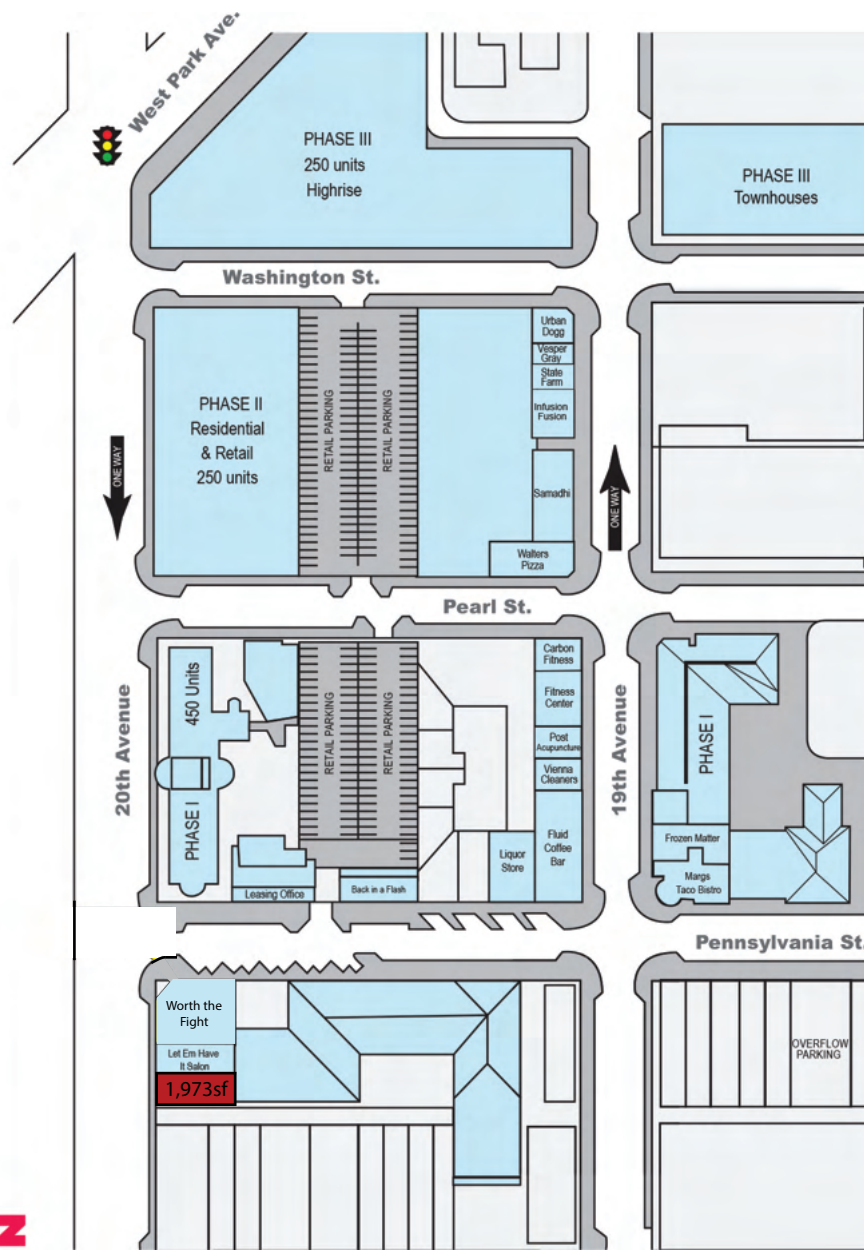 West Park Ave.
PHASE III
250 units
Highrise
PHASE III
Townhouses
Washington St.
Urban
Dogg
Vesper
Gray
State
Farm
Infusion
Fusion
PHASE II
Residential
& Retail
250 units
RETAIL PARKING
RETAIL PARKING
ONE WAY
ONE WAY
Samadhi
Walters
Pizza
Pearl St.
Carbon
Fitness
Fitness
Center
Post
Acupuncture
Vienna
Cleaners
Fluid
Coffee
Bar
Liquor
Store
450 Units
PHASE I
RETAIL PARKING
RETAIL PARKING
20th Avenue
19th Avenue
PHASE I
Frozen Matter
Margs
Taco Bistro
Leasing Office
Back in a Flash
Pennsylvania St.
Worth the
Fight
Let Em Have
It Salon
1,973sf
OVERFLOW
PARKING
z